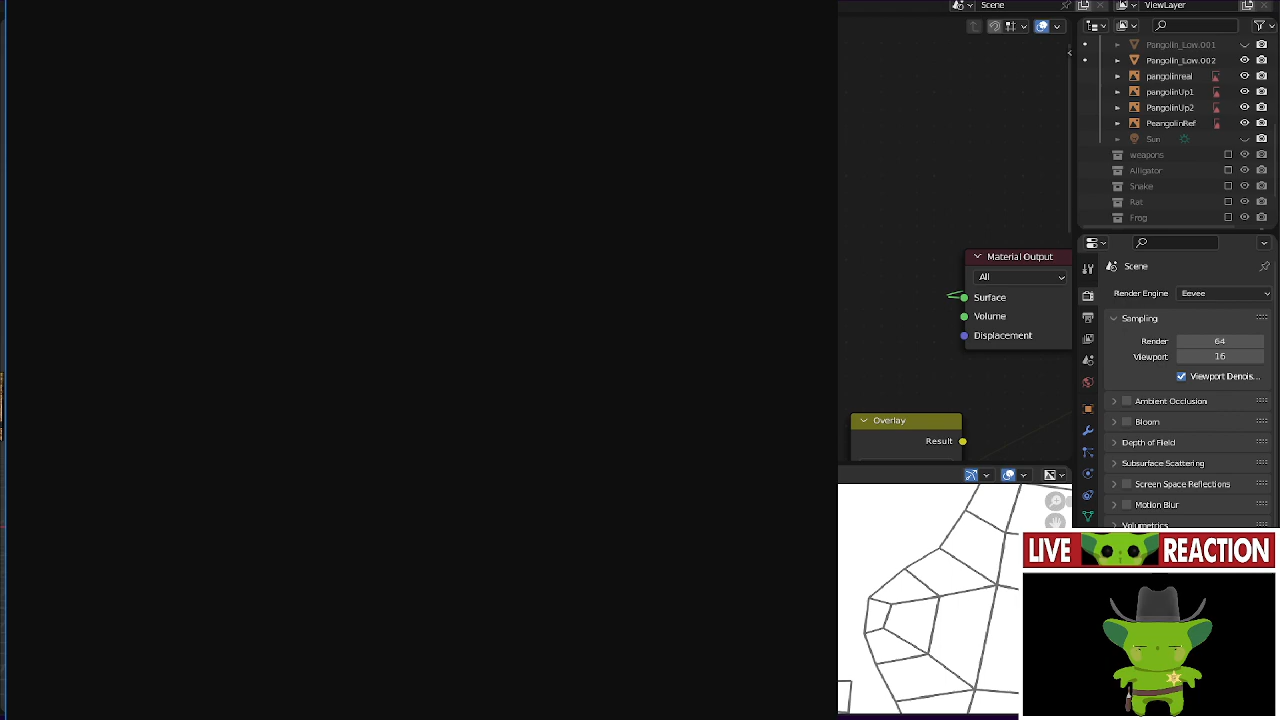 Scene
ViewLayer
Pangolin_Low.001
Pangolin_Low.002
pangolinreal
pangolinUp1
PangolinUp2
PeangolinRef
Sun
weapons
Alligator
Snake
Rat
Frog
Material Output
All
Surface
Volume
Displacement
Overlay
Result
Scene
Render Engine
Eevee
Sampling
Render
64
Viewport
16
Viewport Denois...
Ambient Occlusion
Bloom
Depth of Field
Subsurface Scattering
Screen Space Reflections
Motion Blur
Volumetrics
LIVE REACTION